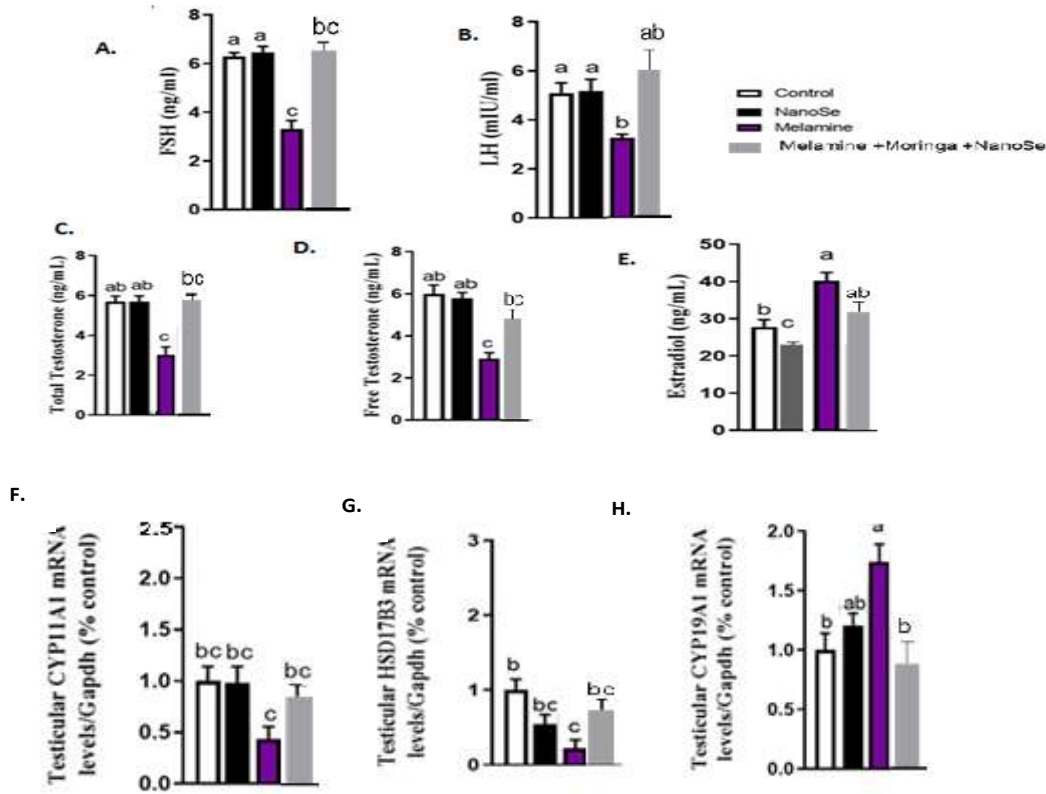 A.
FSH (ng/ml)
8
6
4
2
0
a
a
c
bc
B.
LH (mIU/ml)
8
6
4
2
0
a
a
b
ab
Control
NanoSe
Melamine
Melamine +Moringa +NanoSe
C.
Total Testosterone (ng/mL)
8
6
4
2
0
ab
ab
c
bc
D.
Free Testosterone (ng/mL)
8
6
4
2
0
ab
ab
c
bc
E.
Estradiol (ng/mL)
50
40
30
20
10
0
b
c
a
ab
F.
Testicular CYP11A1 mRNA
levels/Gapdh (% control)
2.5
2.0
1.5
1.0
0.5
0.0
bc
bc
c
bc
G.
Testicular HSD17B3 mRNA
levels/Gapdh (% control)
3
2
1
0
b
bc
c
bc
H.
Testicular CYP19A1 mRNA
levels/Gapdh (% control)
2.0
1.5
1.0
0.5
0.0
b
ab
a
b